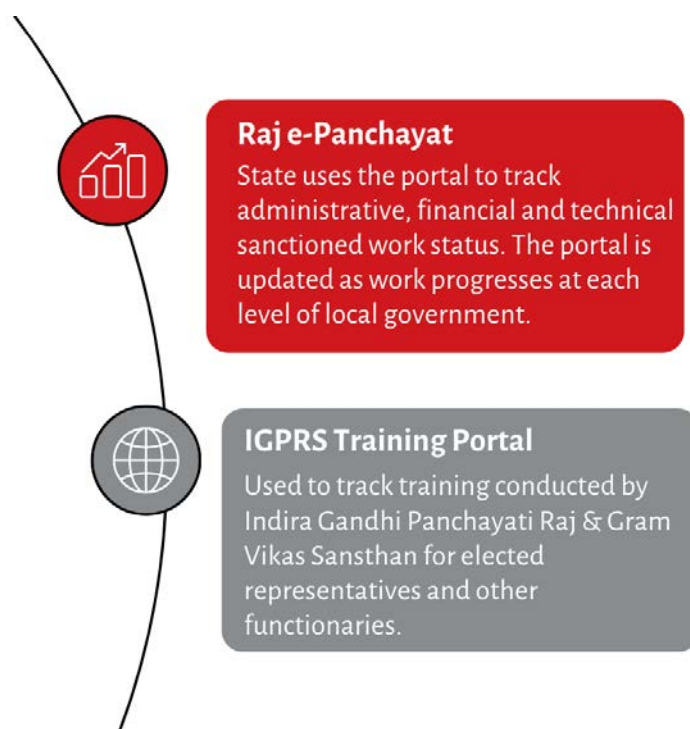 Raj e-Panchayat
State uses the portal to track
administrative, financial and technical
sanctioned work status. The portal is
updated as work progresses at each
level of local government.
IGPRS Training Portal
Used to track training conducted by
Indira Gandhi Panchayati Raj & Gram
Vikas Sansthan for elected
representatives and other
functionaries.